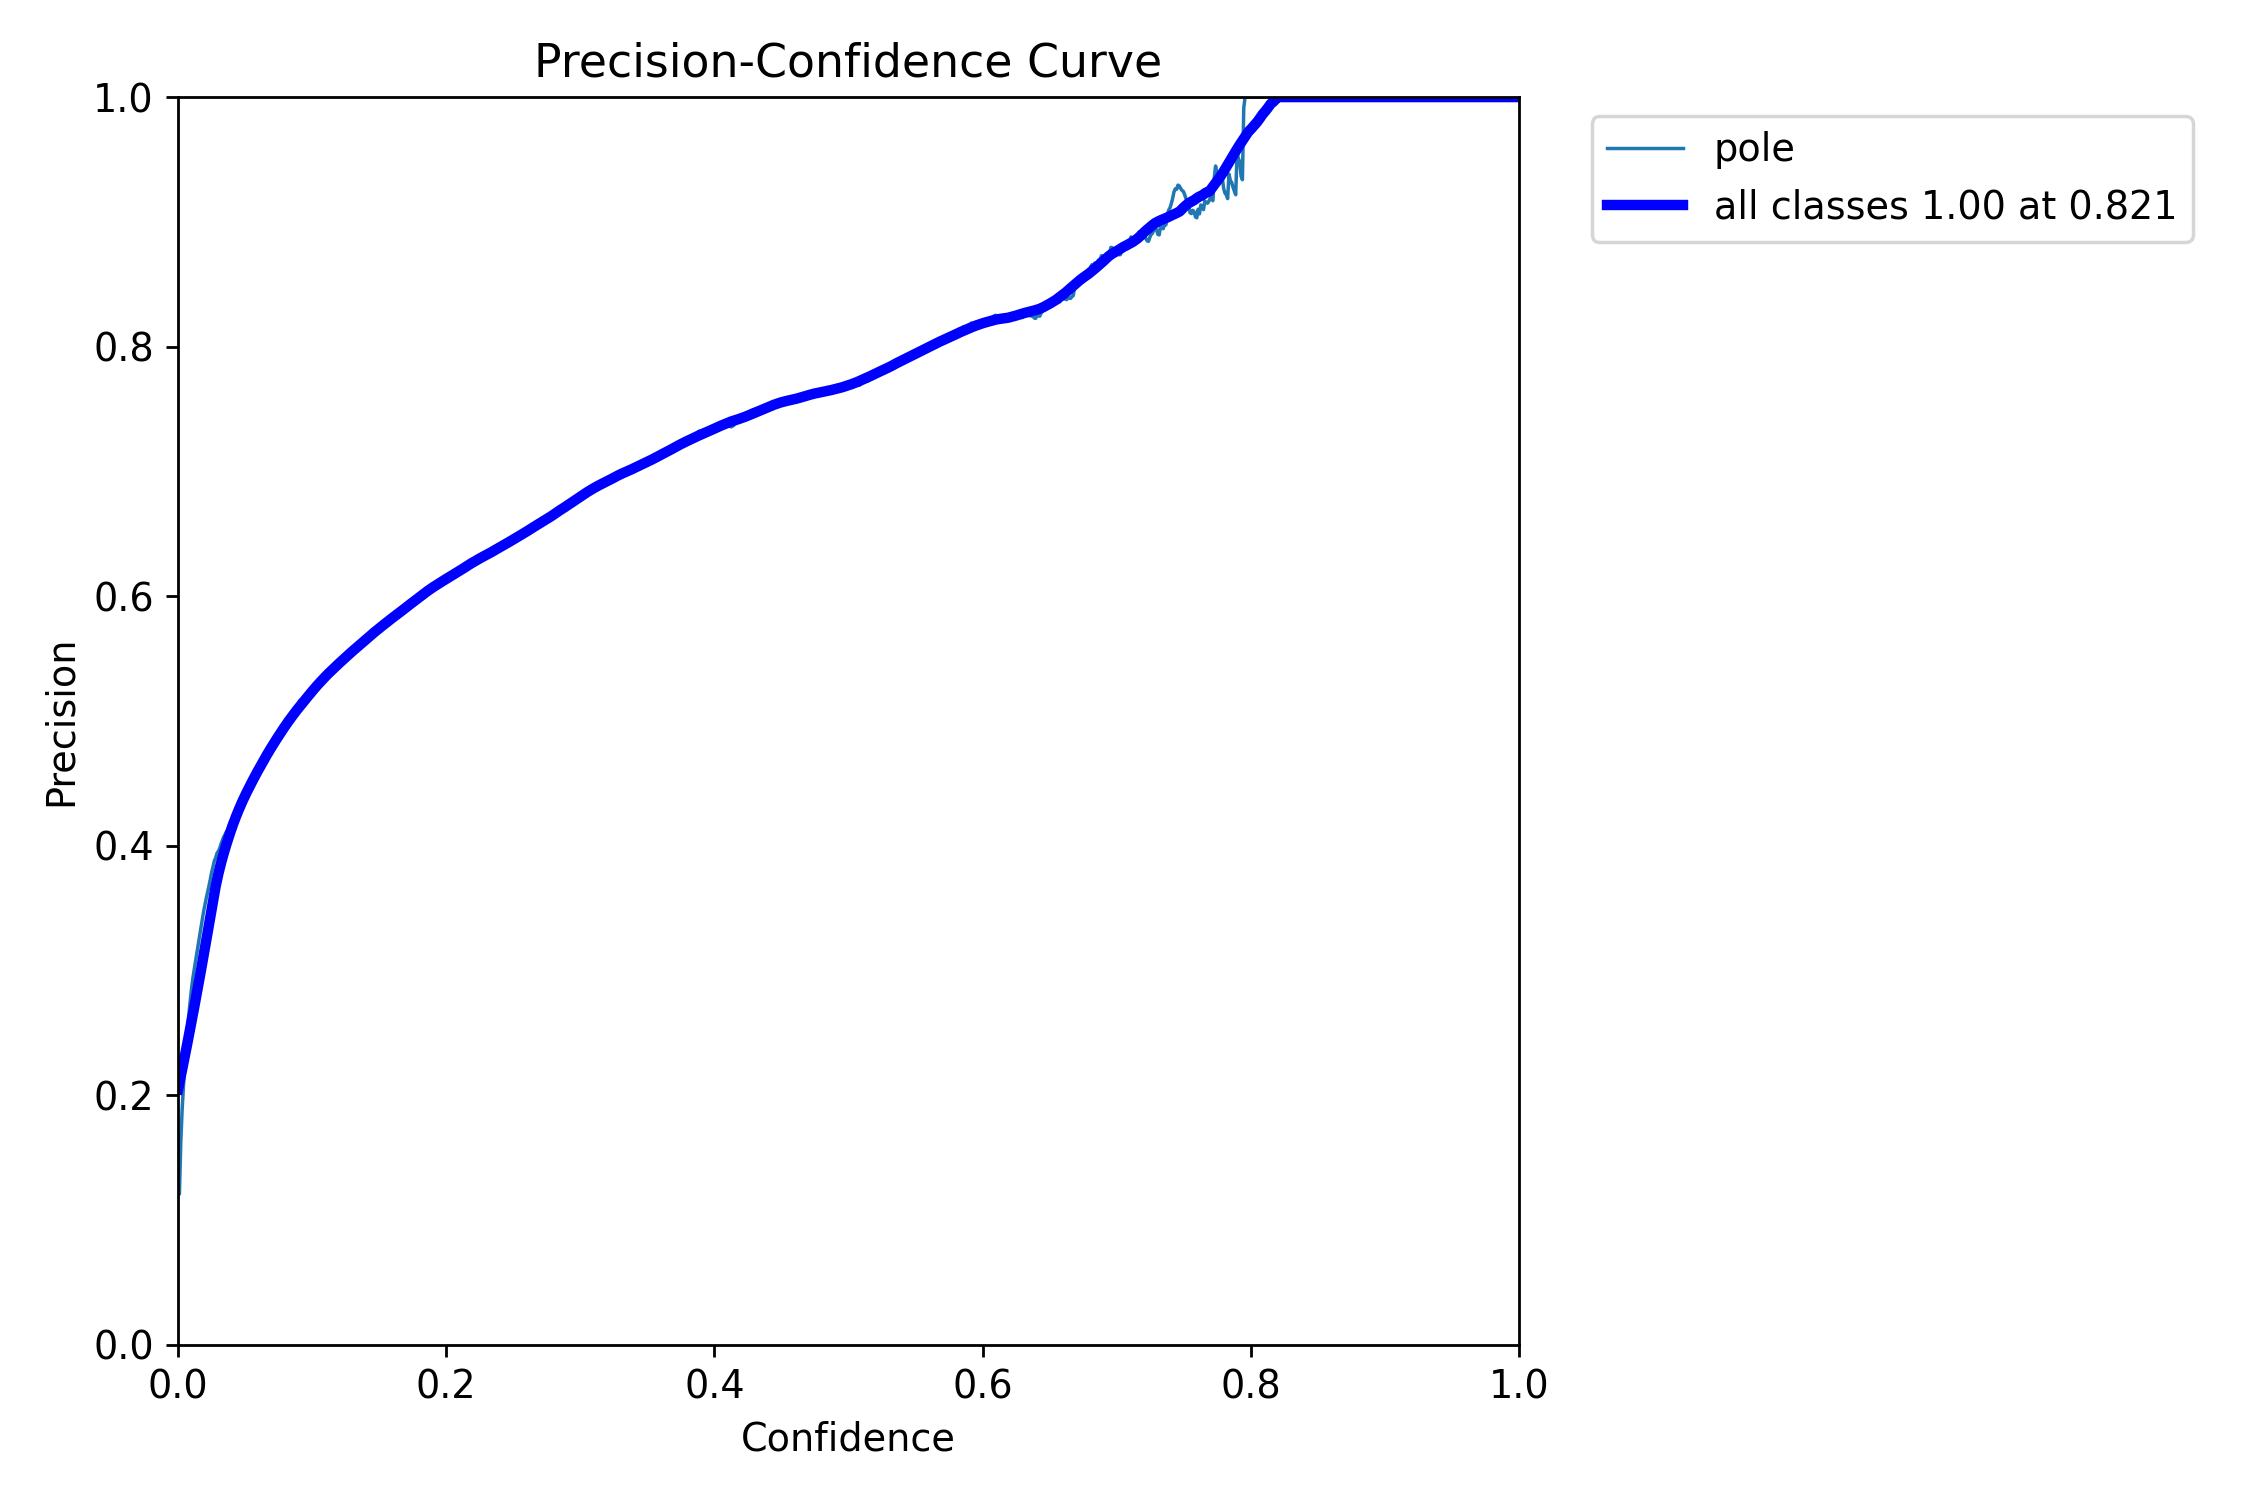 Precision-Confidence Curve
1.0
0.8
0.6
0.4
0.2
0.0
Precision
0.0 0.2 0.4 0.6 0.8 1.0
Confidence
pole
all classes 1.00 at 0.821